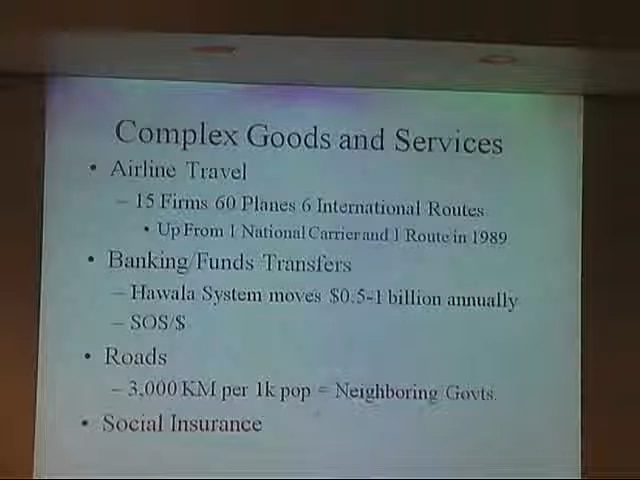 Complex Goods and Services
• Airline Travel
– 15 Firms 60 Planes 6 International Routes
• Up From 1 National Carrier and 1 Route in 1989
• Banking/Funds Transfers
– Hawala System moves $0.5-1 billion annually
– SOS/$
• Roads
– 3,000 KM per 1k pop = Neighboring Govts.
• Social Insurance